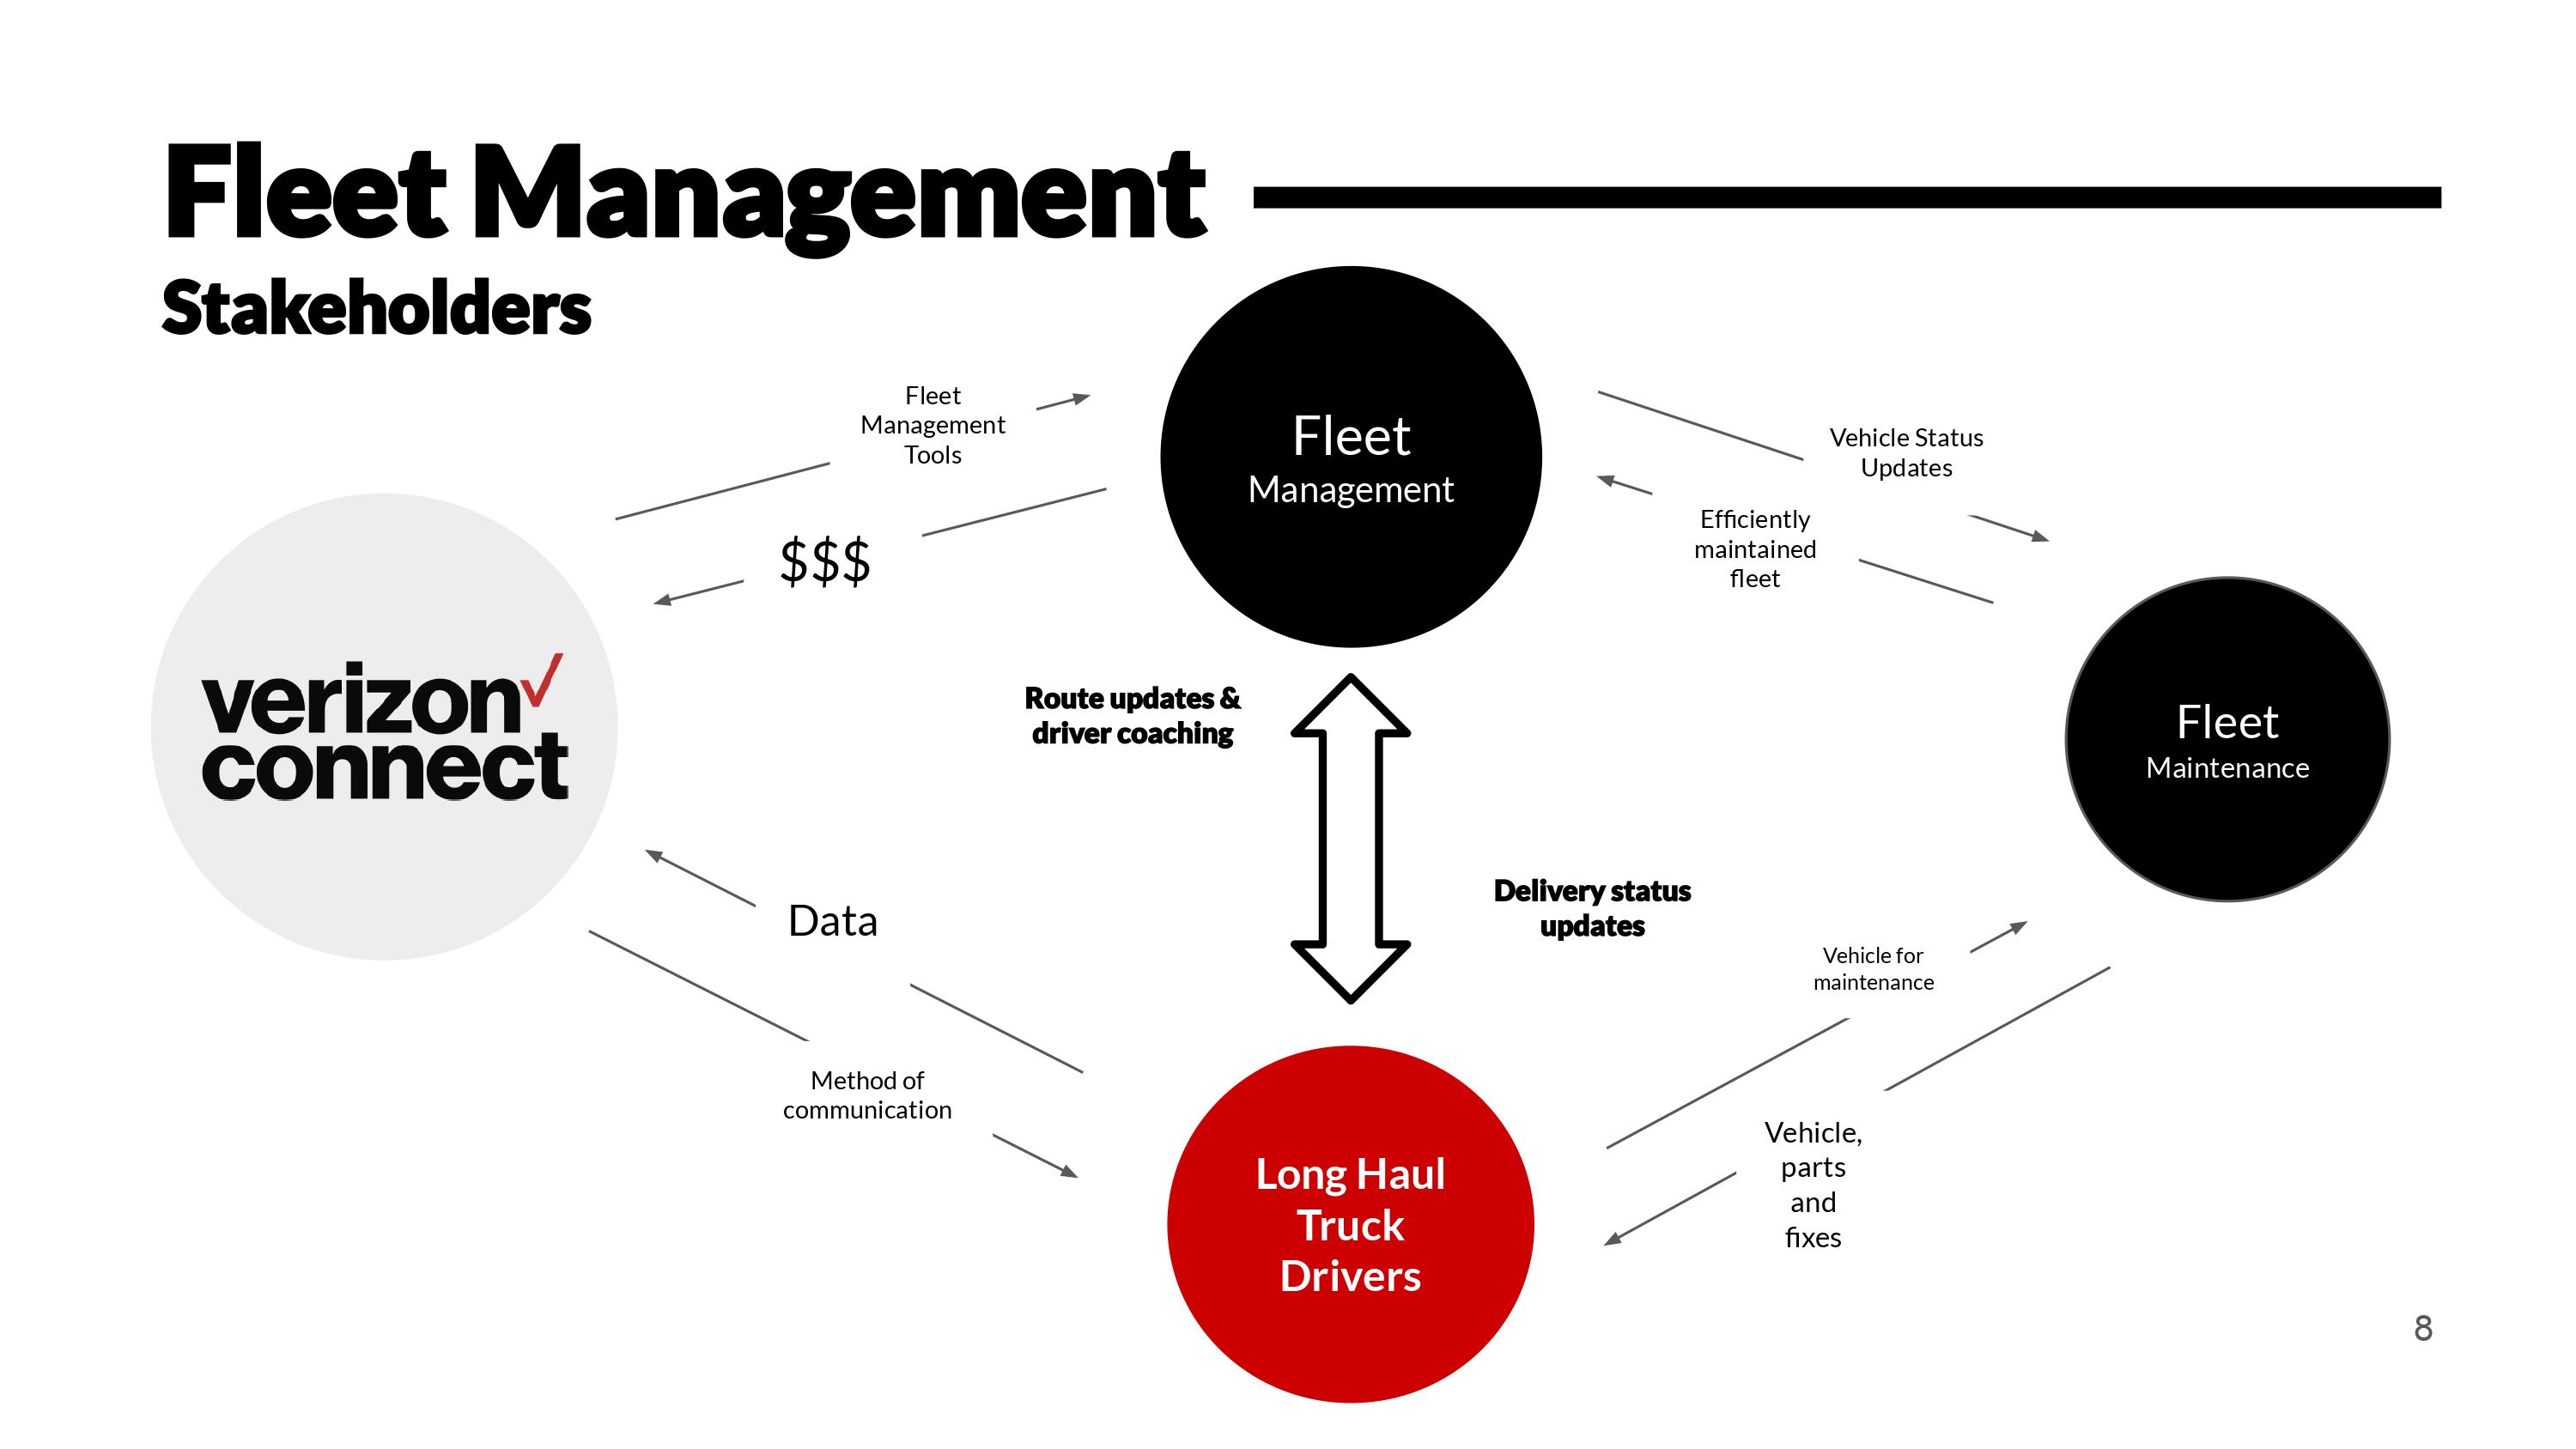 Fleet Management
Stakeholders
Fleet
Management
Tools
$$$
Fleet
Management
Vehicle Status
Updates
Efficiently
maintained
fleet
verizon
connect
Route updates &
driver coaching
Fleet
Maintenance
Delivery status
updates
Data
Method of
communication
Vehicle for
maintenance
Vehicle,
parts
and
fixes
Long Haul
Truck
Drivers
8